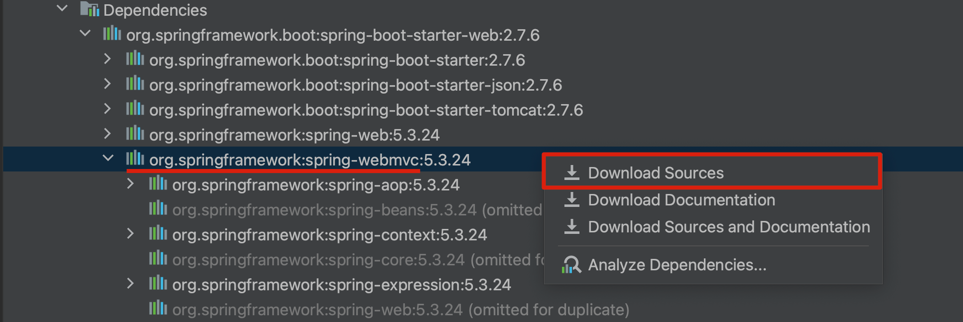 Dependencies
org.springframework.boot:spring-boot-starter-web:2.7.6
org.springframework.boot:spring-boot-starter:2.7.6
org.springframework.boot:spring-boot-starter-json:2.7.6
org.springframework.boot:spring-boot-starter-tomcat:2.7.6
org.springframework:spring-web:5.3.24
org.springframework:spring-webmvc:5.3.24
org.springframework:spring-aop:5.3.24
org.springframework:spring-beans:5.3.24 (omitted
org.springframework:spring-context:5.3.24
org.springframework:spring-core:5.3.24 (omitted fo
org.springframework:spring-expression:5.3.24
org.springframework:spring-web:5.3.24 (omitted for duplicate)
Download Sources
Download Documentation
Download Sources and Documentation
Analyze Dependencies...